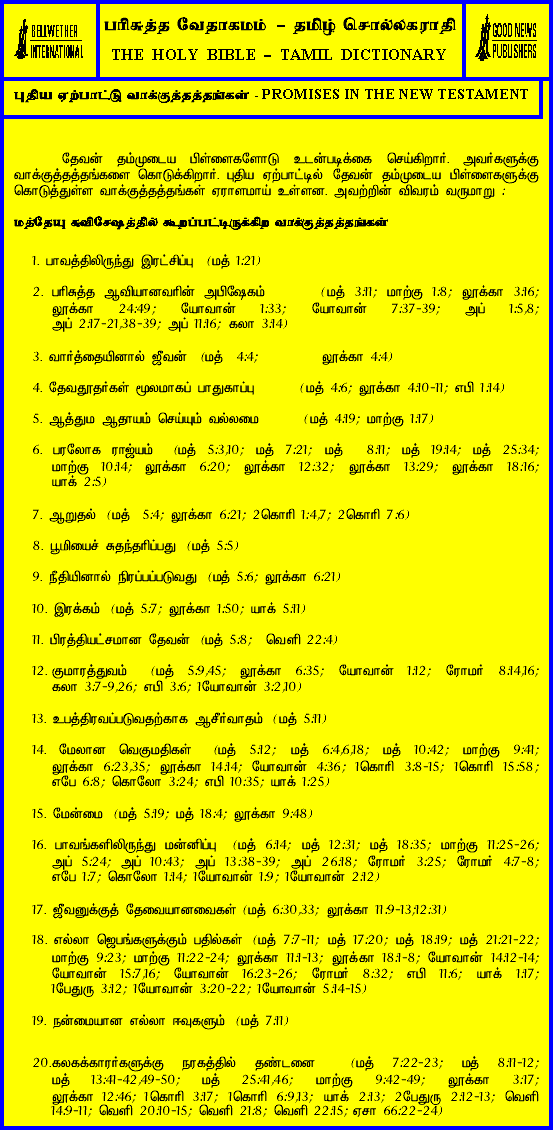 BELLWETHER
INTERNATIONAL
பரிசுத்த வேதாகமம் - தமிழ் சொல்லகராதி
THE HOLY BIBLE - TAMIL DICTIONARY
GOOD NEWS
PUBLISHERS
புதிய ஏற்பாட்டு வாக்குத்தத்தங்கள் - PROMISES IN THE NEW TESTAMENT
தேவன் தம்முடைய பிள்ளைகளோடு உடன்படிக்கை செய்கிறார். அவர்களுக்கு
வாக்குத்தத்தங்களை கொடுக்கிறார். புதிய ஏற்பாட்டில் தேவன் தம்முடைய பிள்ளைகளுக்கு
கொடுத்துள்ள வாக்குத்தத்தங்கள் ஏராளமாய் உள்ளன. அவற்றின் விவரம் வருமாறு :
மத்தேயு சுவிசேஷத்தில் கூறப்பட்டிருக்கிற வாக்குத்தத்தங்கள்
1. பாவத்திலிருந்து இரட்சிப்பு (மத் 1:21)
2. பரிசுத்த ஆவியானவரின் அபிஷேகம் (மத் 3:11; மாற்கு 1:8; லூக்கா 3:16;
லூக்கா 24:49; யோவான் 1:33; யோவான் 7:37-39; அப் 1:5,8;
அப் 2:17-21,38-39; அப் 11:16; கலா 3:14)
3. வார்த்தையினால் ஜீவன் (மத் 4:4; லூக்கா 4:4)
4. தேவதூதர்கள் மூலமாகப் பாதுகாப்பு (மத் 4:6; லூக்கா 4:10-11; எபி 1:14)
5. ஆத்தும ஆதாயம் செய்யும் வல்லமை (மத் 4:19; மாற்கு 1:17)
6. பரலோக ராஜ்யம் (மத் 5:3,10; மத் 7:21; மத் 8:11; மத் 19:14; மத் 25:34;
மாற்கு 10:14; லூக்கா 6:20; லூக்கா 12:32; லூக்கா 13:29; லூக்கா 18:16;
யாக் 2:5)
7. ஆறுதல் (மத் 5:4; லூக்கா 6:21; 2கொரி 1:4,7; 2கொரி 7:6)
8. பூமியைச் சுதந்தரிப்பது (மத் 5:5)
9. நீதியினால் நிரப்பப்படுவது (மத் 5:6; லூக்கா 6:21)
10. இரக்கம் (மத் 5:7; லூக்கா 1:50; யாக் 5:11)
11. பிரத்தியட்சமான தேவன் (மத் 5:8; வெளி 22:4)
12. குமாரத்துவம் (மத் 5:9,45; லூக்கா 6:35; யோவான் 1:12; ரோமர் 8:14,16;
கலா 3:7-9,26; எபி 3:6; 1யோவான் 3:2,10)
13. உபத்திரவப்படுவதற்காக ஆசீர்வாதம் (மத் 5:11)
14. மேலான வெகுமதிகள் (மத் 5:12; மத் 6:4,6,18; மத் 10:42; மாற்கு 9:41;
லூக்கா 6:23,35; லூக்கா 14:14; யோவான் 4:36; 1கொரி 3:8-15; 1கொரி 15:58;
எபே 6:8; கொலோ 3:24; எபி 10:35; யாக் 1:25)
15. மேன்மை (மத் 5:19; மத் 18:4; லூக்கா 9:48)
16. பாவங்களிலிருந்து மன்னிப்பு (மத் 6:14; மத் 12:31; மத் 18:35; மாற்கு 11:25-26;
அப் 5:24; அப் 10:43; அப் 13:38-39; அப் 26:18; ரோமர் 3:25; ரோமர் 4:7-8;
எபே 1:7; கொலோ 1:14; 1யோவான் 1:9; 1யோவான் 2:12)
17. ஜீவனுக்குத் தேவையானவைகள் (மத் 6:30,33; லூக்கா 11:9-13;12:31)
18. எல்லா ஜெபங்களுக்கும் பதில்கள் (மத் 7:7-11; மத் 17:20; மத் 18:19; மத் 21:21-22;
மாற்கு 9:23; மாற்கு 11:22-24; லூக்கா 11:1-13; லூக்கா 18:1-8; யோவான் 14:12-14;
யோவான் 15:7,16; யோவான் 16:23-26; ரோமர் 8:32; எபி 11:6; யாக் 1:17;
1பேதுரு 3:12; 1யோவான் 3:20-22; 1யோவான் 5:14-15)
19. நன்மையான எல்லா ஈவுகளும் (மத் 7:11)
20.கலகக்காரர்களுக்கு நரகத்தில் தண்டனை (மத் 7:22-23; மத் 8:11-12;
மத் 13:41-42,49-50; மத் 25:41,46; மாற்கு 9:42-49; லூக்கா 3:17;
லூக்கா 12:46; 1கொரி 3:17; 1கொரி 6:9,13; யாக் 2:13; 2பேதுரு 2:12-13; வெளி
14:9-11; வெளி 20:10-15; வெளி 21:8; வெளி 22:15; ஏசா 66:22-24)